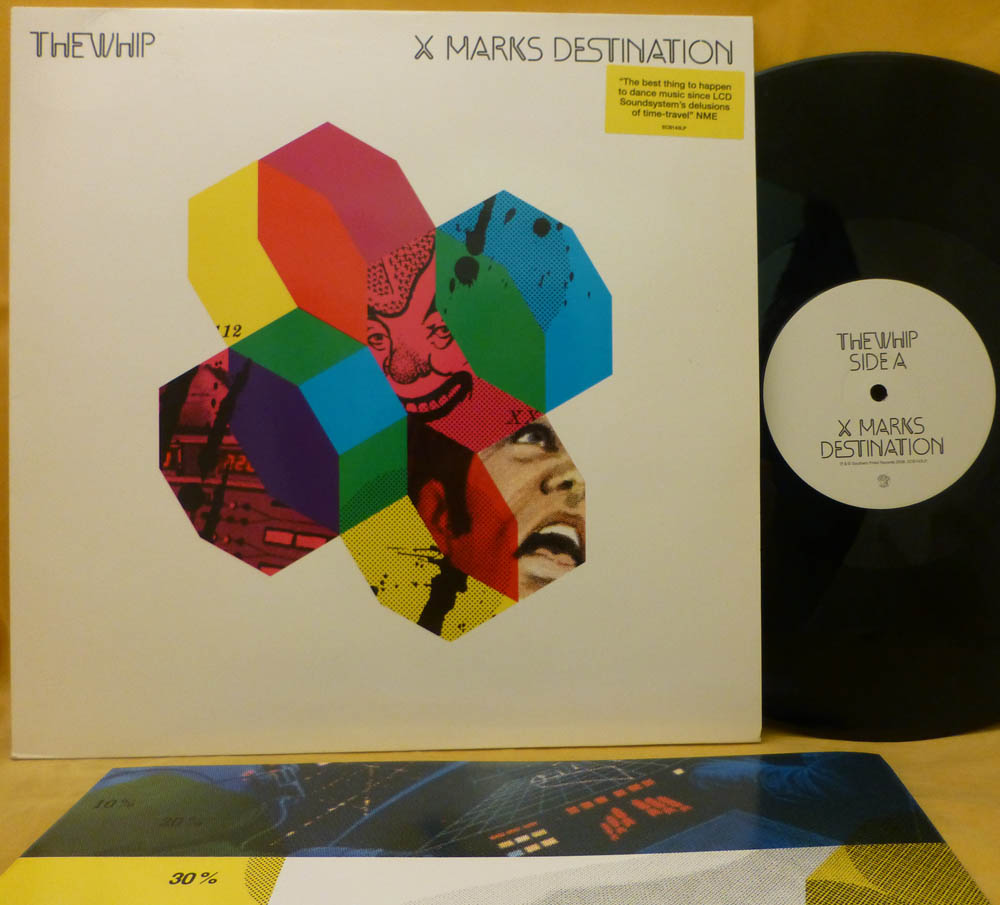 THEWHIP
X MARKS DESTINATION
"The best thing to happen
to dance music since LCD
Soundsystem's delusions
of time-travel" NME
112
XX
THEWHIP
SIDE A
X MARKS
DESTINATION
10%
20%
30%